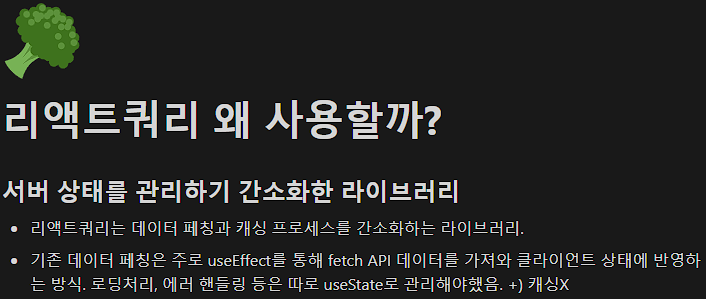 리액트쿼리 왜 사용할까?
서버 상태를 관리하기 간소화한 라이브러리
• 리액트쿼리는 데이터 페칭과 캐싱 프로세스를 간소화하는 라이브러리.
• 기존 데이터 페칭은 주로 useEffect를 통해 fetch API 데이터를 가져와 클라이언트 상태에 반영하
는 방식. 로딩처리, 에러 핸들링 등은 따로 useState로 관리해야했음. +) 캐싱X